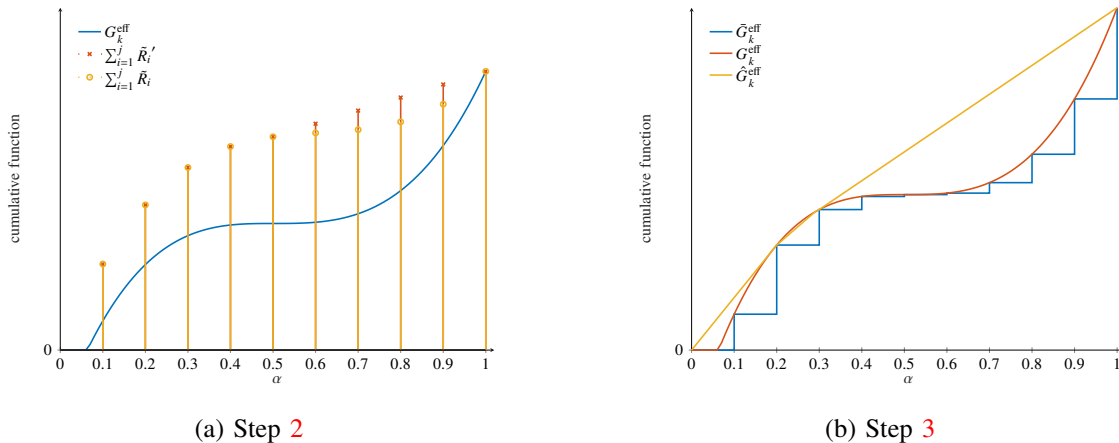 G_k^eff
∑_{i=1}^j R̃_i′
∑_{i=1}^j R̃_i
cumulative function
0
0 0.1 0.2 0.3 0.4 0.5 0.6 0.7 0.8 0.9 1
α
(a) Step 2
Ḡ_k^eff
G_k^eff
Ĝ_k^eff
cumulative function
0
0 0.1 0.2 0.3 0.4 0.5 0.6 0.7 0.8 0.9 1
α
(b) Step 3